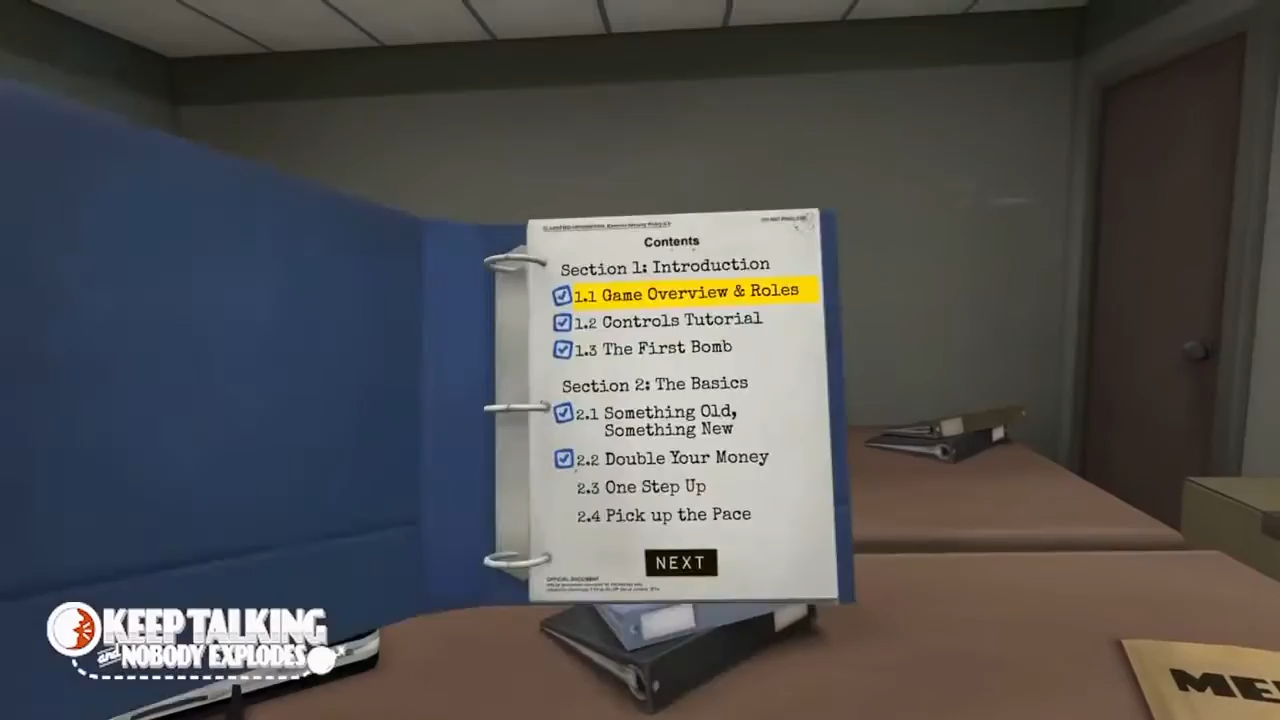 Contents
Section 1: Introduction
1.1 Game Overview & Roles
1.2 Controls Tutorial
1.3 The First Bomb
Section 2: The Basics
2.1 Something Old,
Something New
2.2 Double Your Money
2.3 One Step Up
2.4 Pick up the Pace
NEXT
OFFICIAL DOCUMENT
KEEP TALKING
and NOBODY EXPLODES